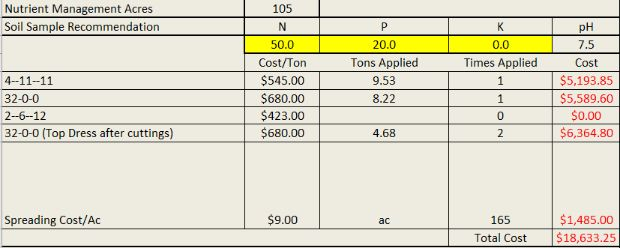 Nutrient Management Acres 105
Soil Sample Recommendation N P K pH
50.0 20.0 0.0 7.5
Cost/Ton Tons Applied Times Applied Cost
4--11--11 $545.00 9.53 1 $5,193.85
32-0-0 $680.00 8.22 1 $5,589.60
2--6--12 $423.00 0 $0.00
32-0-0 (Top Dress after cuttings) $680.00 4.68 2 $6,364.80
Spreading Cost/Ac $9.00 ac 165 $1,485.00
Total Cost $18,633.25